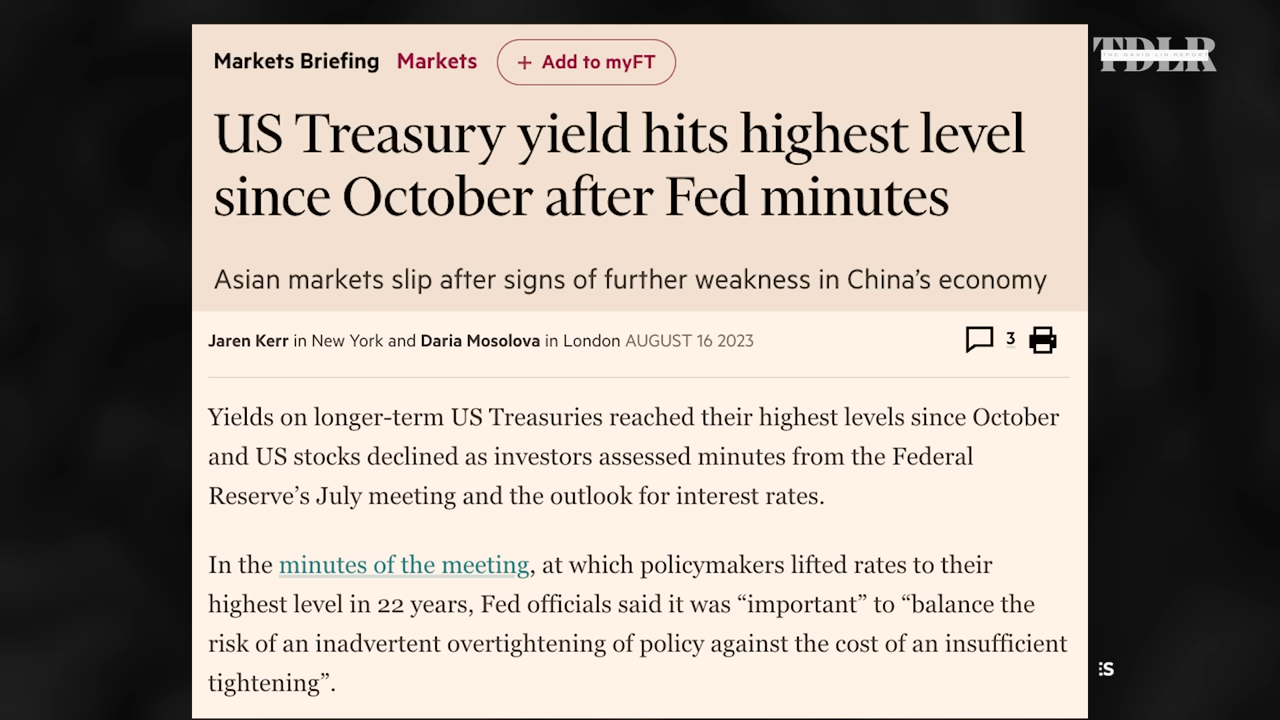 Markets Briefing Markets + Add to myFT
TDLR
THE DAVID LIN REPORT
US Treasury yield hits highest level
since October after Fed minutes
Asian markets slip after signs of further weakness in China’s economy
Jaren Kerr in New York and Daria Mosolova in London AUGUST 16 2023
3
Yields on longer-term US Treasuries reached their highest levels since October
and US stocks declined as investors assessed minutes from the Federal
Reserve’s July meeting and the outlook for interest rates.
In the minutes of the meeting, at which policymakers lifted rates to their
highest level in 22 years, Fed officials said it was “important” to “balance the
risk of an inadvertent overtightening of policy against the cost of an insufficient
tightening”.
ES